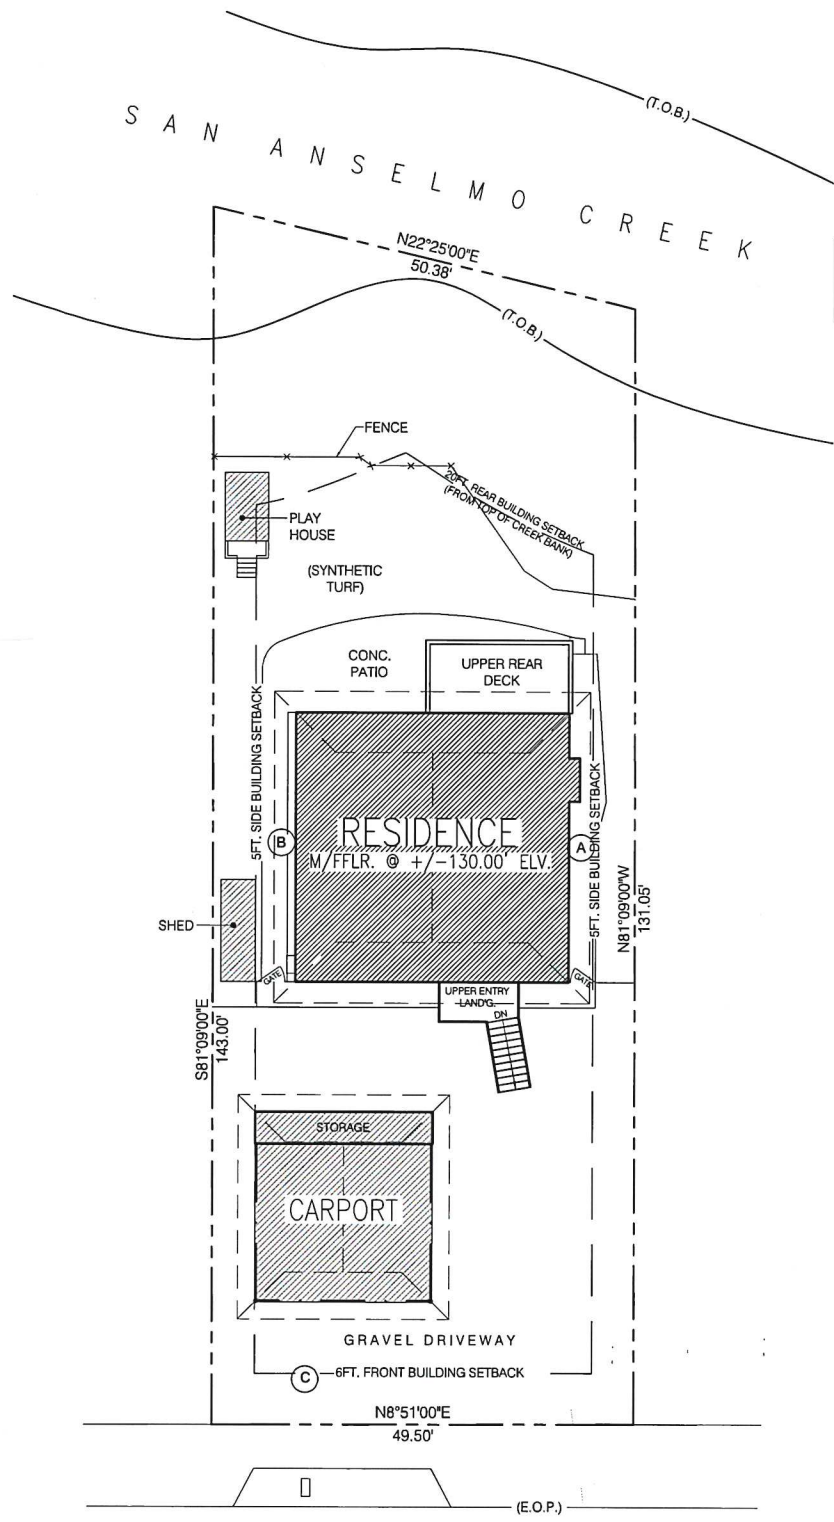 (T.O.B.)
SAN ANSELMO CREEK
N22°25'00"E
50.38'
(T.O.B.)
FENCE
20FT. REAR BUILDING SETBACK
(FROM TOP OF CREEK BANK)
PLAY
HOUSE
(SYNTHETIC
TURF)
CONC.
PATIO
UPPER REAR
DECK
5FT. SIDE BUILDING SETBACK
5FT. SIDE BUILDING SETBACK
RESIDENCE
M/FFLR. @ +/-130.00' ELV.
B
A
N81°09'00"W
131.05'
SHED
GATE
GATE
UPPER ENTRY
LAND'G.
DN
S81°09'00"E
143.00'
STORAGE
CARPORT
GRAVEL DRIVEWAY
C
6FT. FRONT BUILDING SETBACK
N8°51'00"E
49.50'
(E.O.P.)